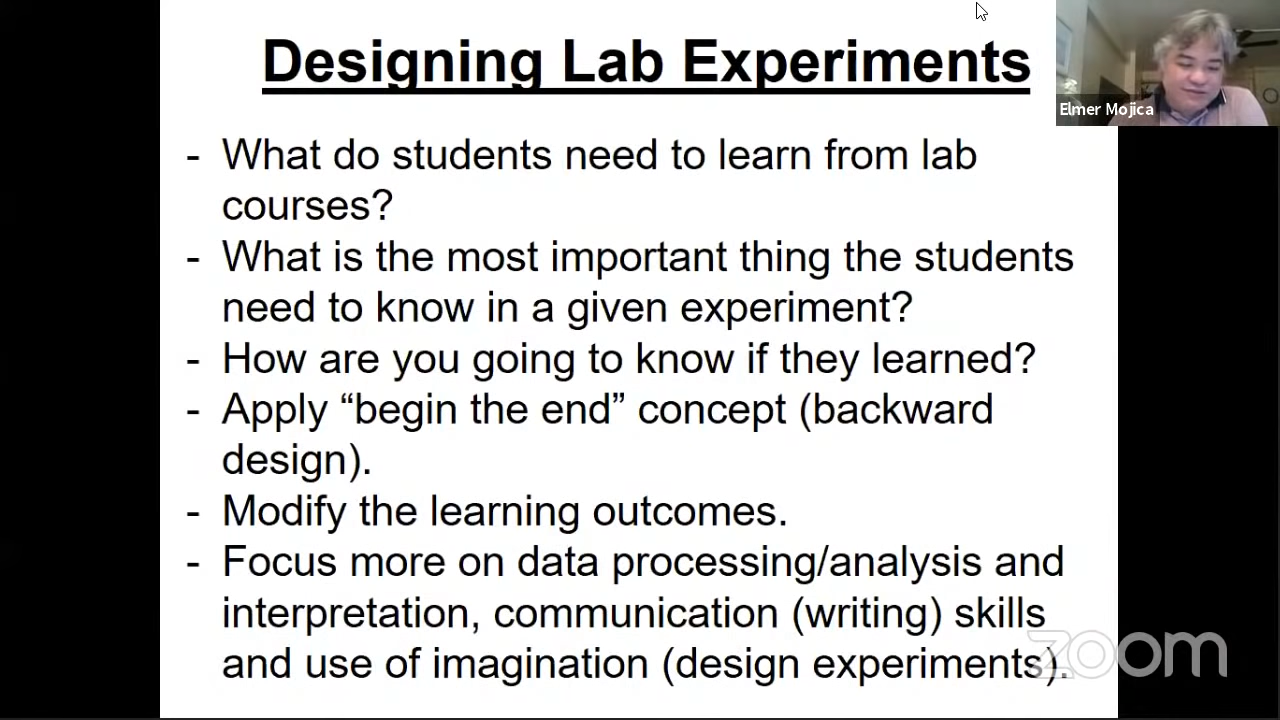 Designing Lab Experiments
Elmer Mojica
- What do students need to learn from lab
courses?
- What is the most important thing the students
need to know in a given experiment?
- How are you going to know if they learned?
- Apply “begin the end” concept (backward
design).
- Modify the learning outcomes.
- Focus more on data processing/analysis and
interpretation, communication (writing) skills
and use of imagination (design experiments).
zoom